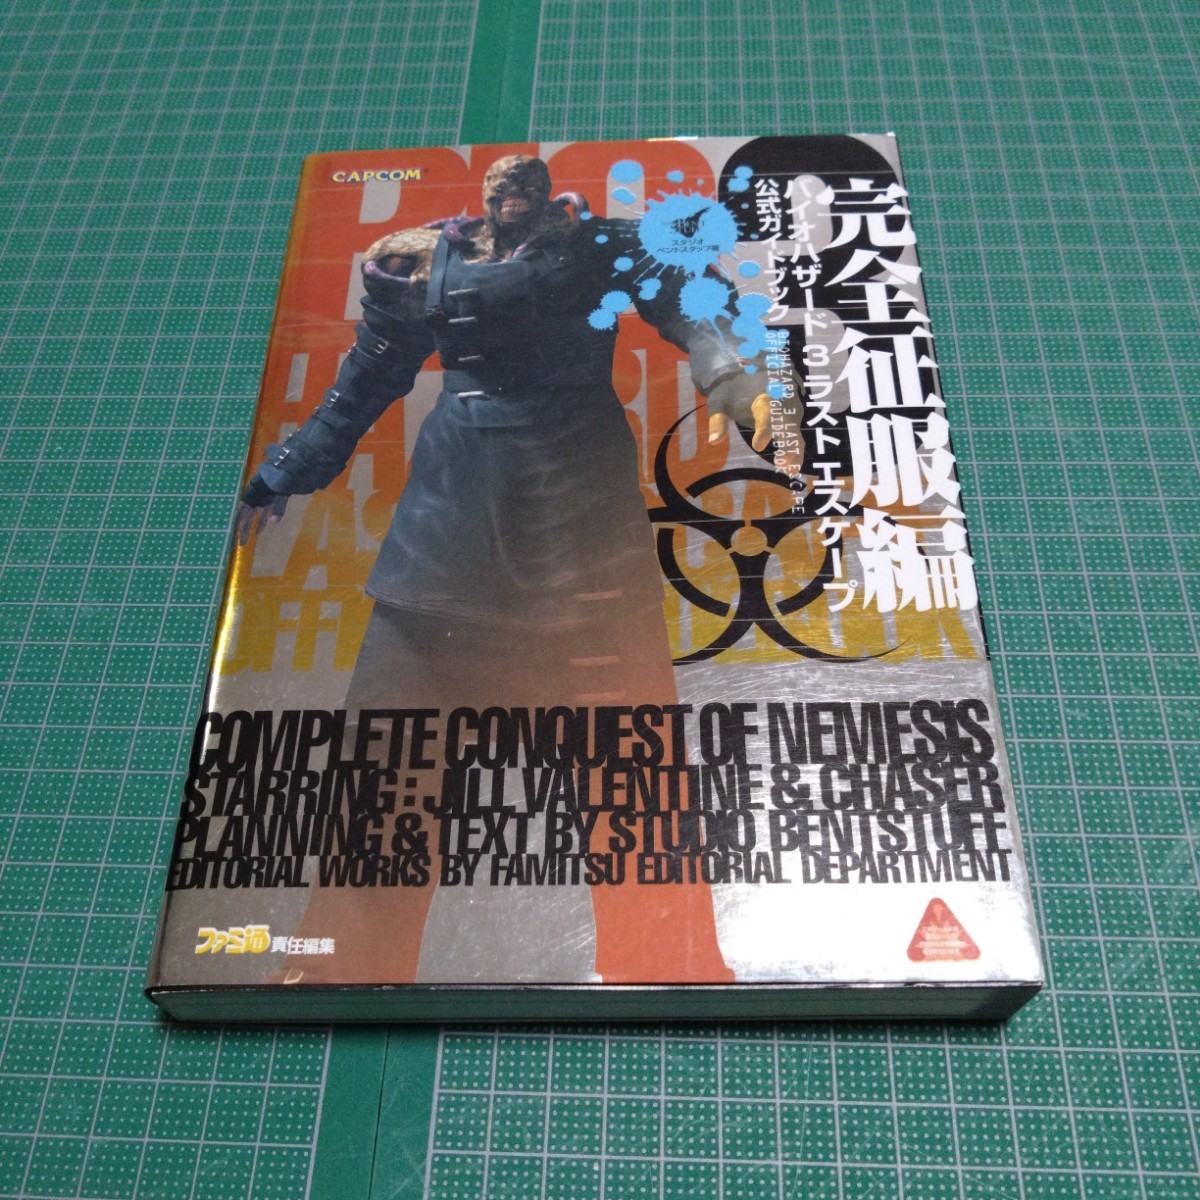 CAPCOM
スタジオ
ベントスタッフ著
完全征服編
バイオハザード 3 ラスト エスケープ
公式ガイドブック
BIOHAZARD 3 LAST ESCAPE
OFFICIAL GUIDEBOOK
COMPLETE CONQUEST OF NEMESiS
STARRING: JILL VALENTINE & CHASER
PLANNING & TEXT BY STUDIO BENTSTUFF
EDITORIAL WORKS BY FAMITSU EDITORIAL DEPARTMENT
ファミ通 責任編集